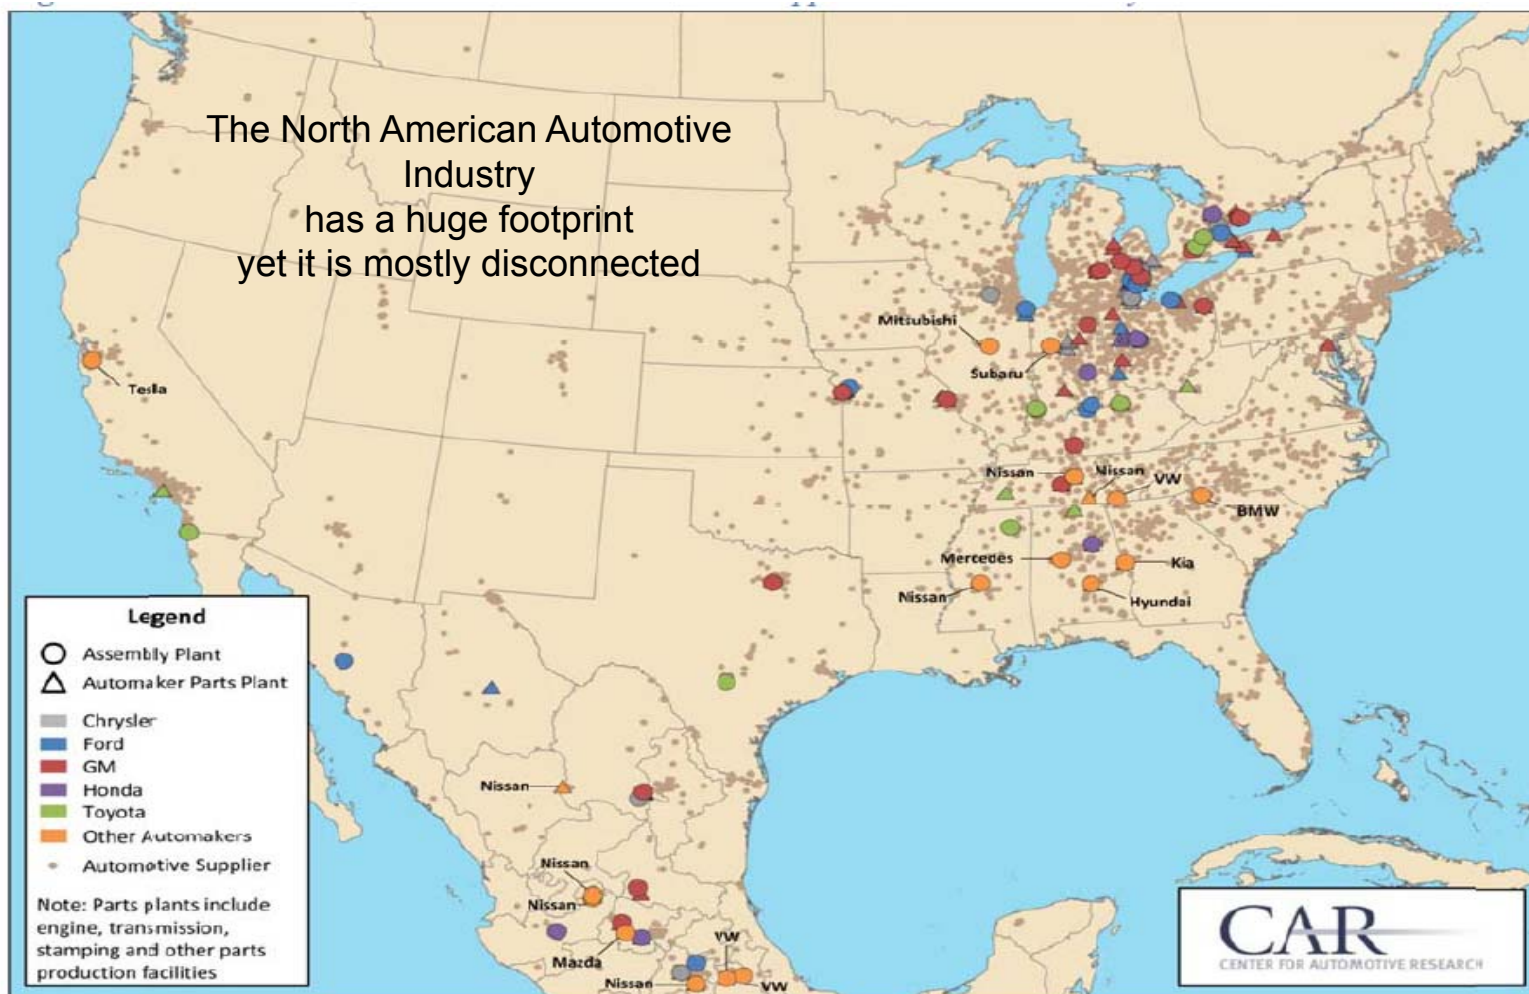 The North American Automotive
Industry
has a huge footprint
yet it is mostly disconnected
Mitsubishi
Subaru
Tesla
Nissan
Nissan
VW
BMW
Mercedes
Kia
Nissan
Hyundai
Legend
Assembly Plant
Automaker Parts Plant
Chrysler
Ford
GM
Honda
Toyota
Other Automakers
Automotive Supplier
Note: Parts plants include
engine, transmission,
stamping and other parts
production facilities
Nissan
Nissan
Nissan
Mazda
VW
Nissan
VW
CAR
CENTER FOR AUTOMOTIVE RESEARCH